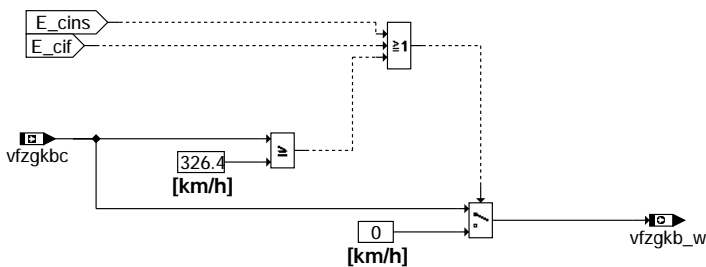 E_cins
E_cif
≧1
vfzgkbc
326.4
≥
[km/h]
0
[km/h]
vfzgkb_w